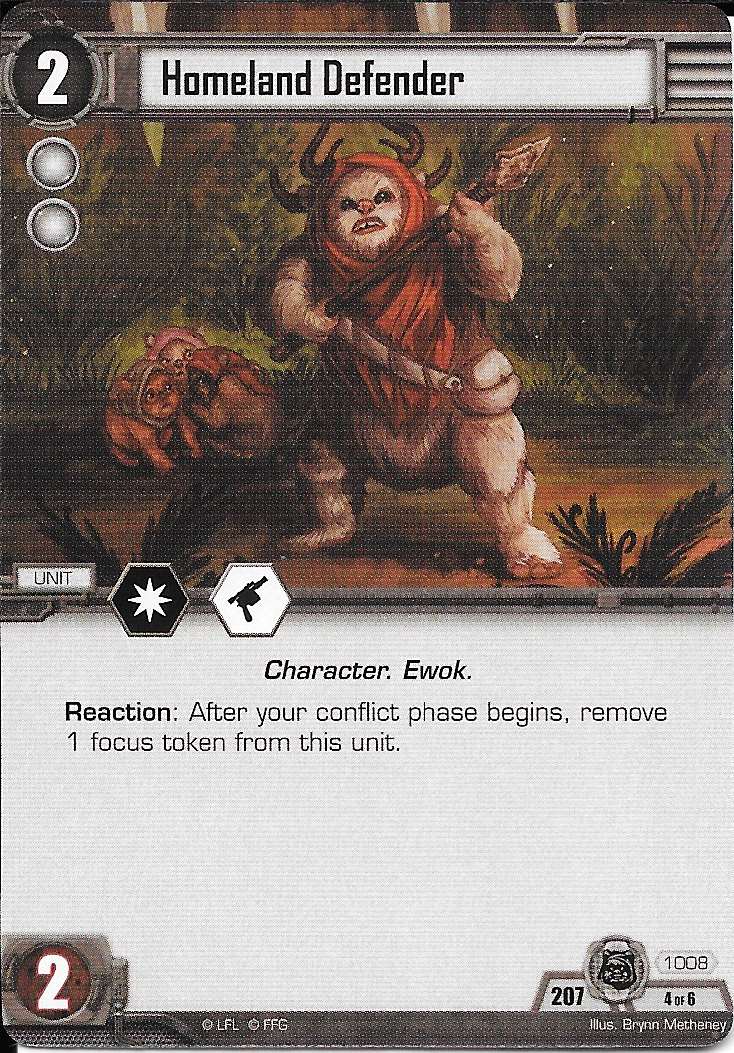 2
Homeland Defender
UNIT
Character. Ewok.
Reaction: After your conflict phase begins, remove
1 focus token from this unit.
2
207
1008
4 OF 6
© LFL © FFG
Illus. Brynn Metheney